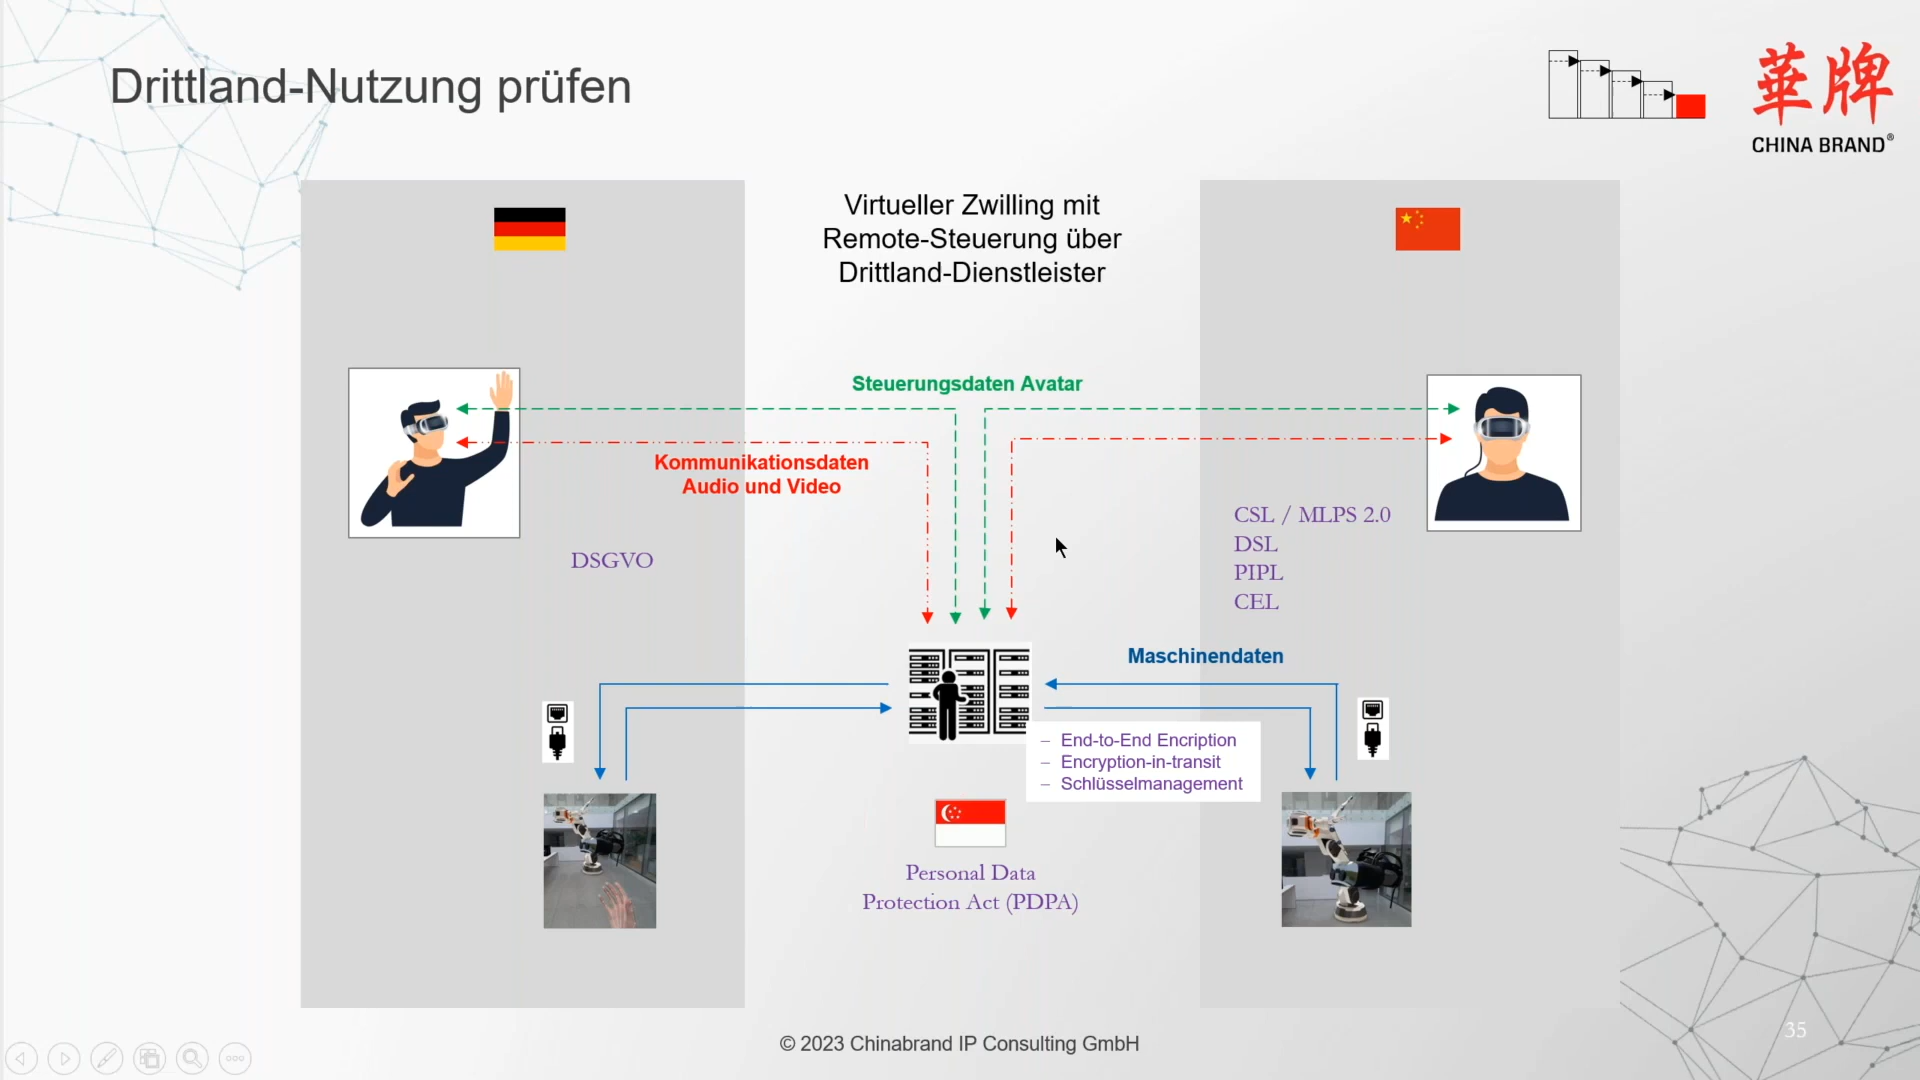 Drittland-Nutzung prüfen
華牌
CHINA BRAND®
Virtueller Zwilling mit
Remote-Steuerung über
Drittland-Dienstleister
Steuerungsdaten Avatar
Kommunikationsdaten
Audio und Video
CSL / MLPS 2.0
DSL
PIPL
CEL
DSGVO
Maschinendaten
– End-to-End Encription
– Encryption-in-transit
– Schlüsselmanagement
Personal Data
Protection Act (PDPA)
© 2023 Chinabrand IP Consulting GmbH
35